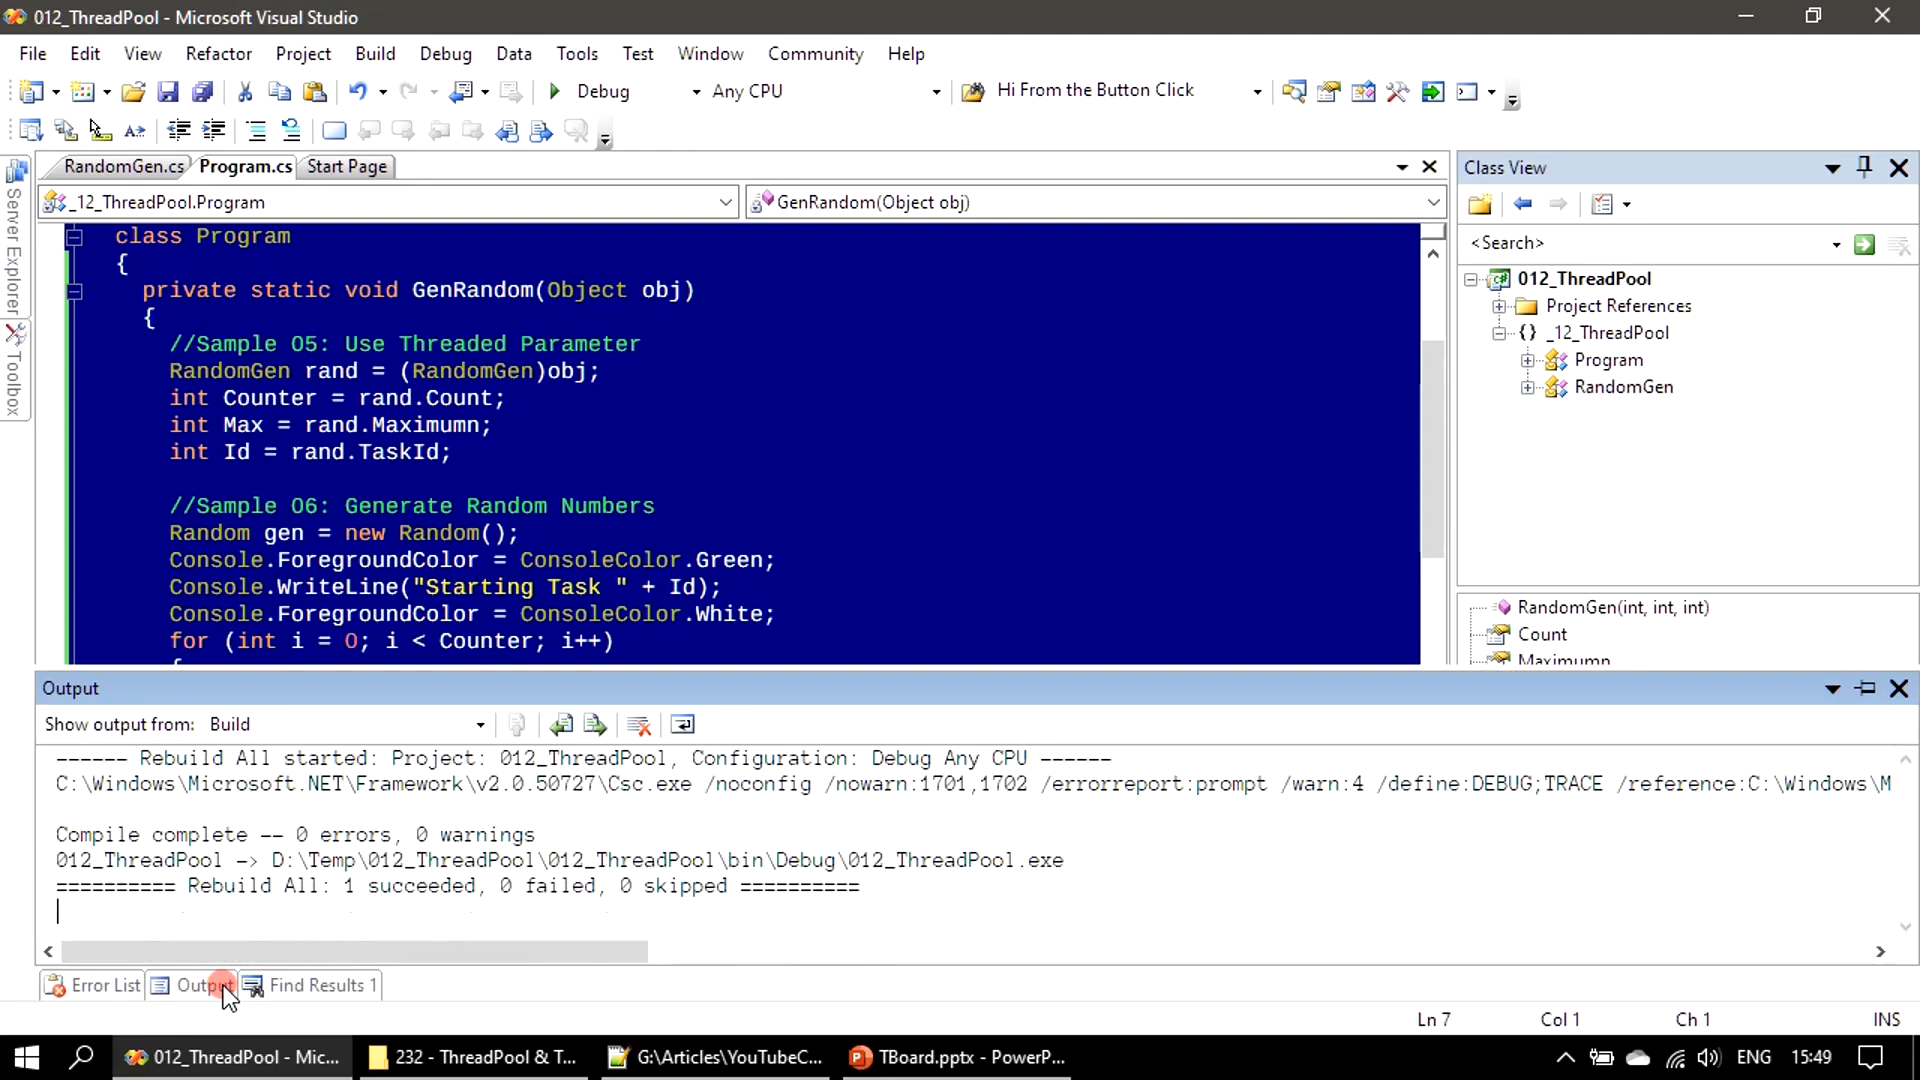 012_ThreadPool - Microsoft Visual Studio
File Edit View Refactor Project Build Debug Data Tools Test Window Community Help
Debug Any CPU Hi From the Button Click
RandomGen.cs Program.cs Start Page
_12_ThreadPool.Program GenRandom(Object obj)
Server Explorer
Toolbox
class Program
{
private static void GenRandom(Object obj)
{
//Sample 05: Use Threaded Parameter
RandomGen rand = (RandomGen)obj;
int Counter = rand.Count;
int Max = rand.Maximumn;
int Id = rand.TaskId;
//Sample 06: Generate Random Numbers
Random gen = new Random();
Console.ForegroundColor = ConsoleColor.Green;
Console.WriteLine("Starting Task " + Id);
Console.ForegroundColor = ConsoleColor.White;
for (int i = 0; i < Counter; i++)
{
Class View
<Search>
012_ThreadPool
Project References
{} _12_ThreadPool
Program
RandomGen
RandomGen(int, int, int)
Count
Maximumn
Output
Show output from: Build
------ Rebuild All started: Project: 012_ThreadPool, Configuration: Debug Any CPU ------
C:\Windows\Microsoft.NET\Framework\v2.0.50727\Csc.exe /noconfig /nowarn:1701,1702 /errorreport:prompt /warn:4 /define:DEBUG;TRACE /reference:C:\Windows\M
Compile complete -- 0 errors, 0 warnings
012_ThreadPool -> D:\Temp\012_ThreadPool\012_ThreadPool\bin\Debug\012_ThreadPool.exe
========== Rebuild All: 1 succeeded, 0 failed, 0 skipped ==========
Error List Output Find Results 1
Ln 7 Col 1 Ch 1 INS
012_ThreadPool - Mic... 232 - ThreadPool & T... G:\Articles\YouTubeC... TBoard.pptx - PowerP... ENG 15:49